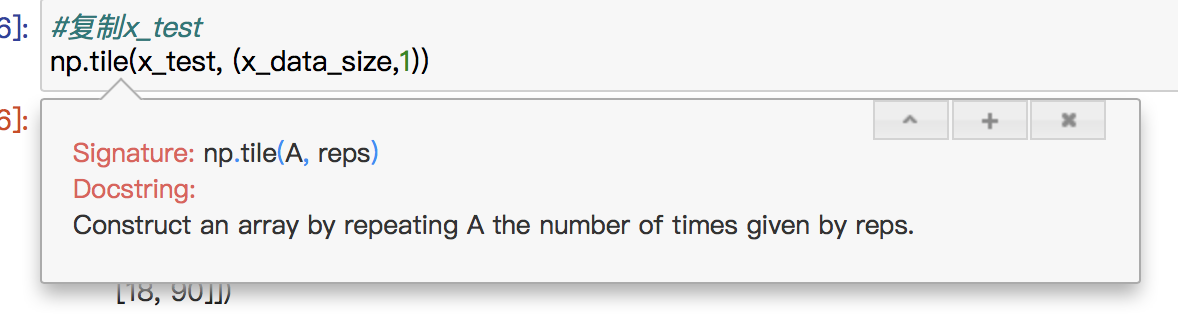 6]:
#复制x_test
np.tile(x_test, (x_data_size,1))
6]:
Signature: np.tile(A, reps)
Docstring:
Construct an array by repeating A the number of times given by reps.
[18, 90]])